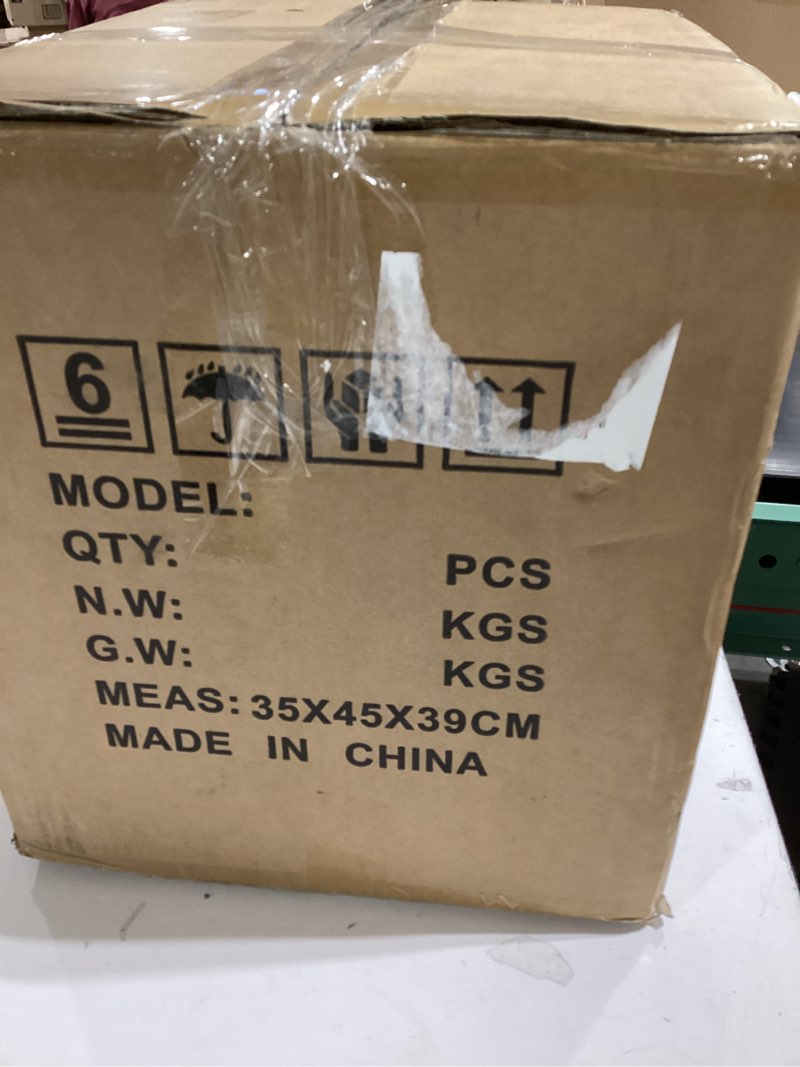 6
MODEL:
QTY: PCS
N.W: KGS
G.W: KGS
MEAS: 35X45X39CM
MADE IN CHINA